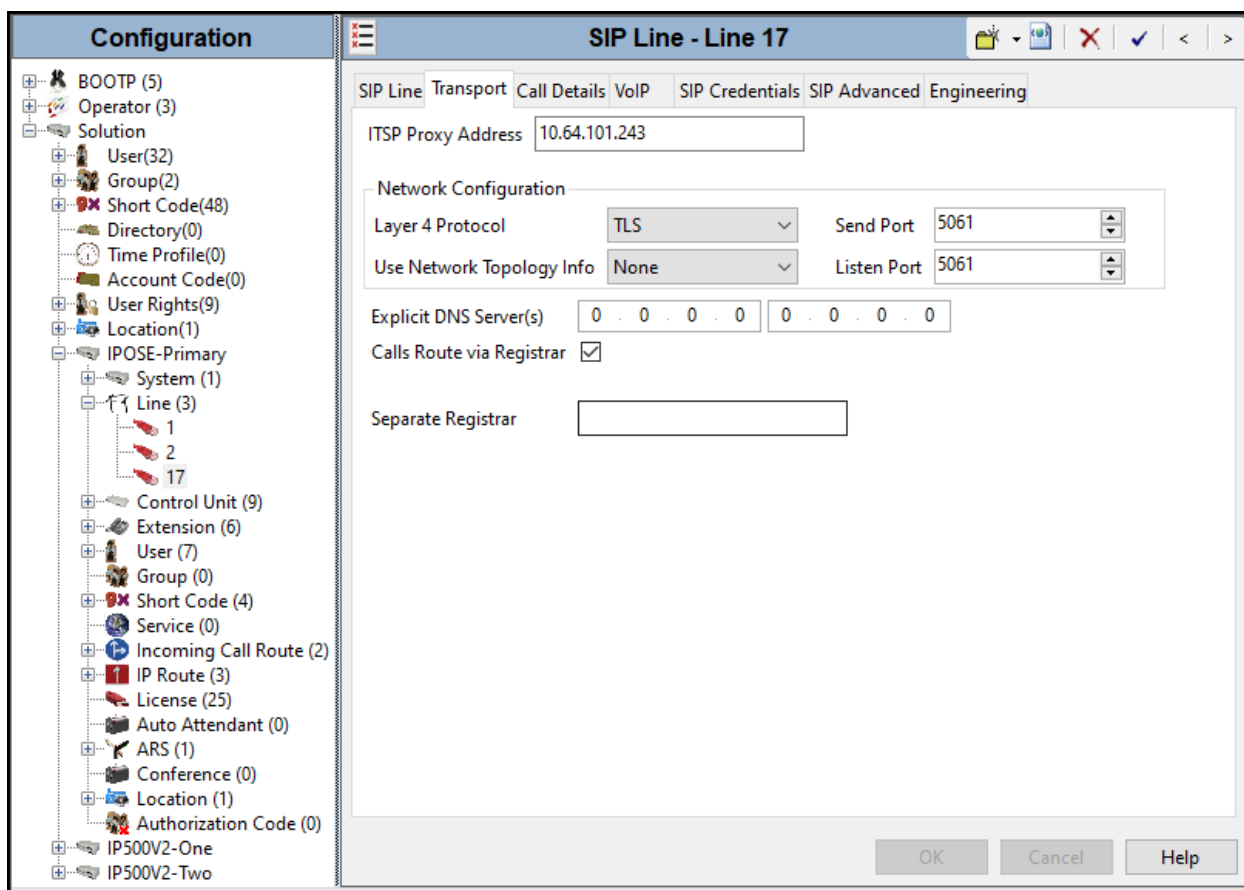 Configuration
BOOTP (5)
Operator (3)
Solution
User(32)
Group(2)
Short Code(48)
Directory(0)
Time Profile(0)
Account Code(0)
User Rights(9)
Location(1)
IPOSE-Primary
System (1)
Line (3)
1
2
17
Control Unit (9)
Extension (6)
User (7)
Group (0)
Short Code (4)
Service (0)
Incoming Call Route (2)
IP Route (3)
License (25)
Auto Attendant (0)
ARS (1)
Conference (0)
Location (1)
Authorization Code (0)
IP500V2-One
IP500V2-Two
SIP Line - Line 17
SIP Line Transport Call Details VoIP SIP Credentials SIP Advanced Engineering
ITSP Proxy Address 10.64.101.243
Network Configuration
Layer 4 Protocol TLS Send Port 5061
Use Network Topology Info None Listen Port 5061
Explicit DNS Server(s) 0 . 0 . 0 . 0 0 . 0 . 0 . 0
Calls Route via Registrar
Separate Registrar
OK Cancel Help